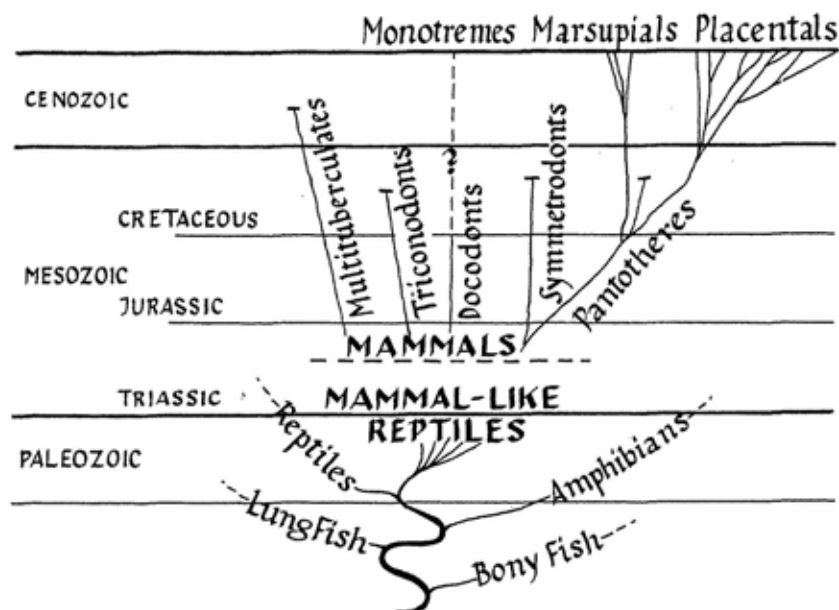 Monotremes Marsupials Placentals
CENOZOIC
Multituberculates
Triconodonts
?
Docodonts
Symmetrodonts
Pantotheres
CRETACEOUS
MESOZOIC
JURASSIC
MAMMALS
TRIASSIC
MAMMAL-LIKE
REPTILES
Reptiles
Amphibians
PALEOZOIC
LungFish
Bony Fish